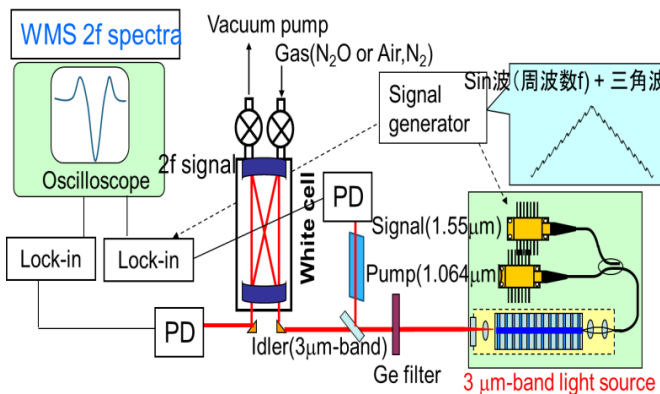 WMS 2f spectra
Oscilloscope
Vacuum pump
Gas(N₂O or Air,N₂)
2f signal
Signal
generator
Sin波（周波数f) + 三角波
White cell
PD
Lock-in
Lock-in
PD
Signal(1.55μm)
Pump(1.064μm)
Idler(3μm-band)
Ge filter
3 μm-band light source